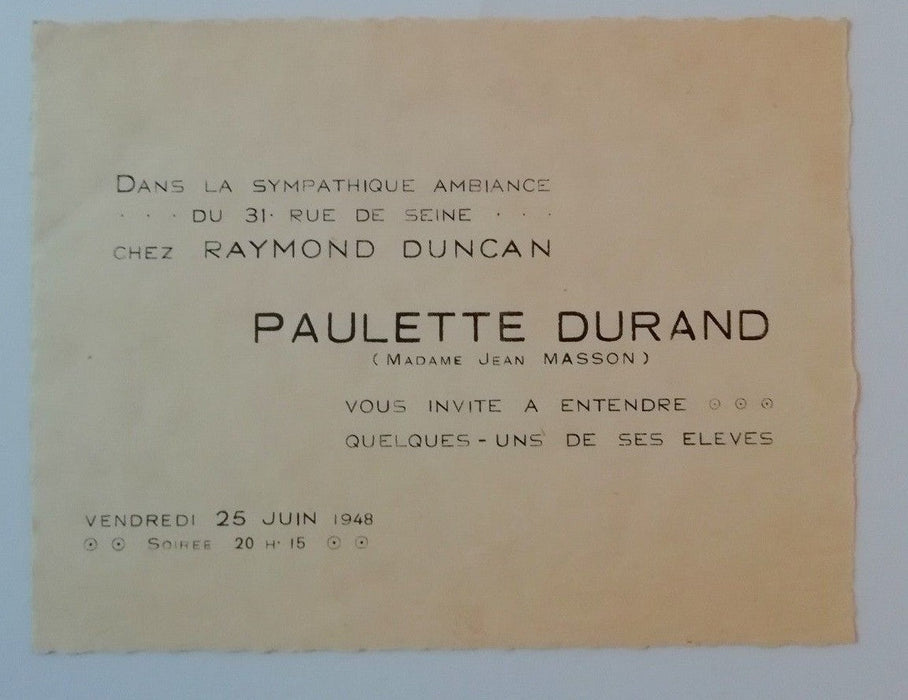 DANS LA SYMPATHIQUE AMBIANCE
· · · DU 31· RUE DE SEINE · · ·
CHEZ RAYMOND DUNCAN
PAULETTE DURAND
(MADAME JEAN MASSON)
VOUS INVITE A ENTENDRE ⊙ ⊙ ⊙
QUELQUES-UNS DE SES ELEVES
VENDREDI 25 JUIN 1948
⊙ ⊙ SOIREE 20 H· 15 ⊙ ⊙